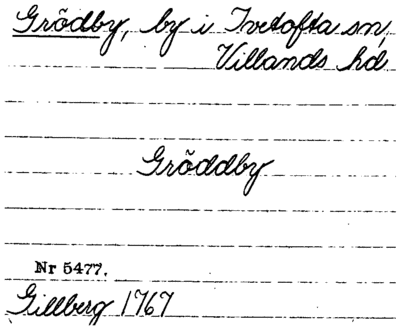 Grödby, by i Ivetofta sn,
Villands hd
Gröddby
Nr 5477.
Gillberg 1767